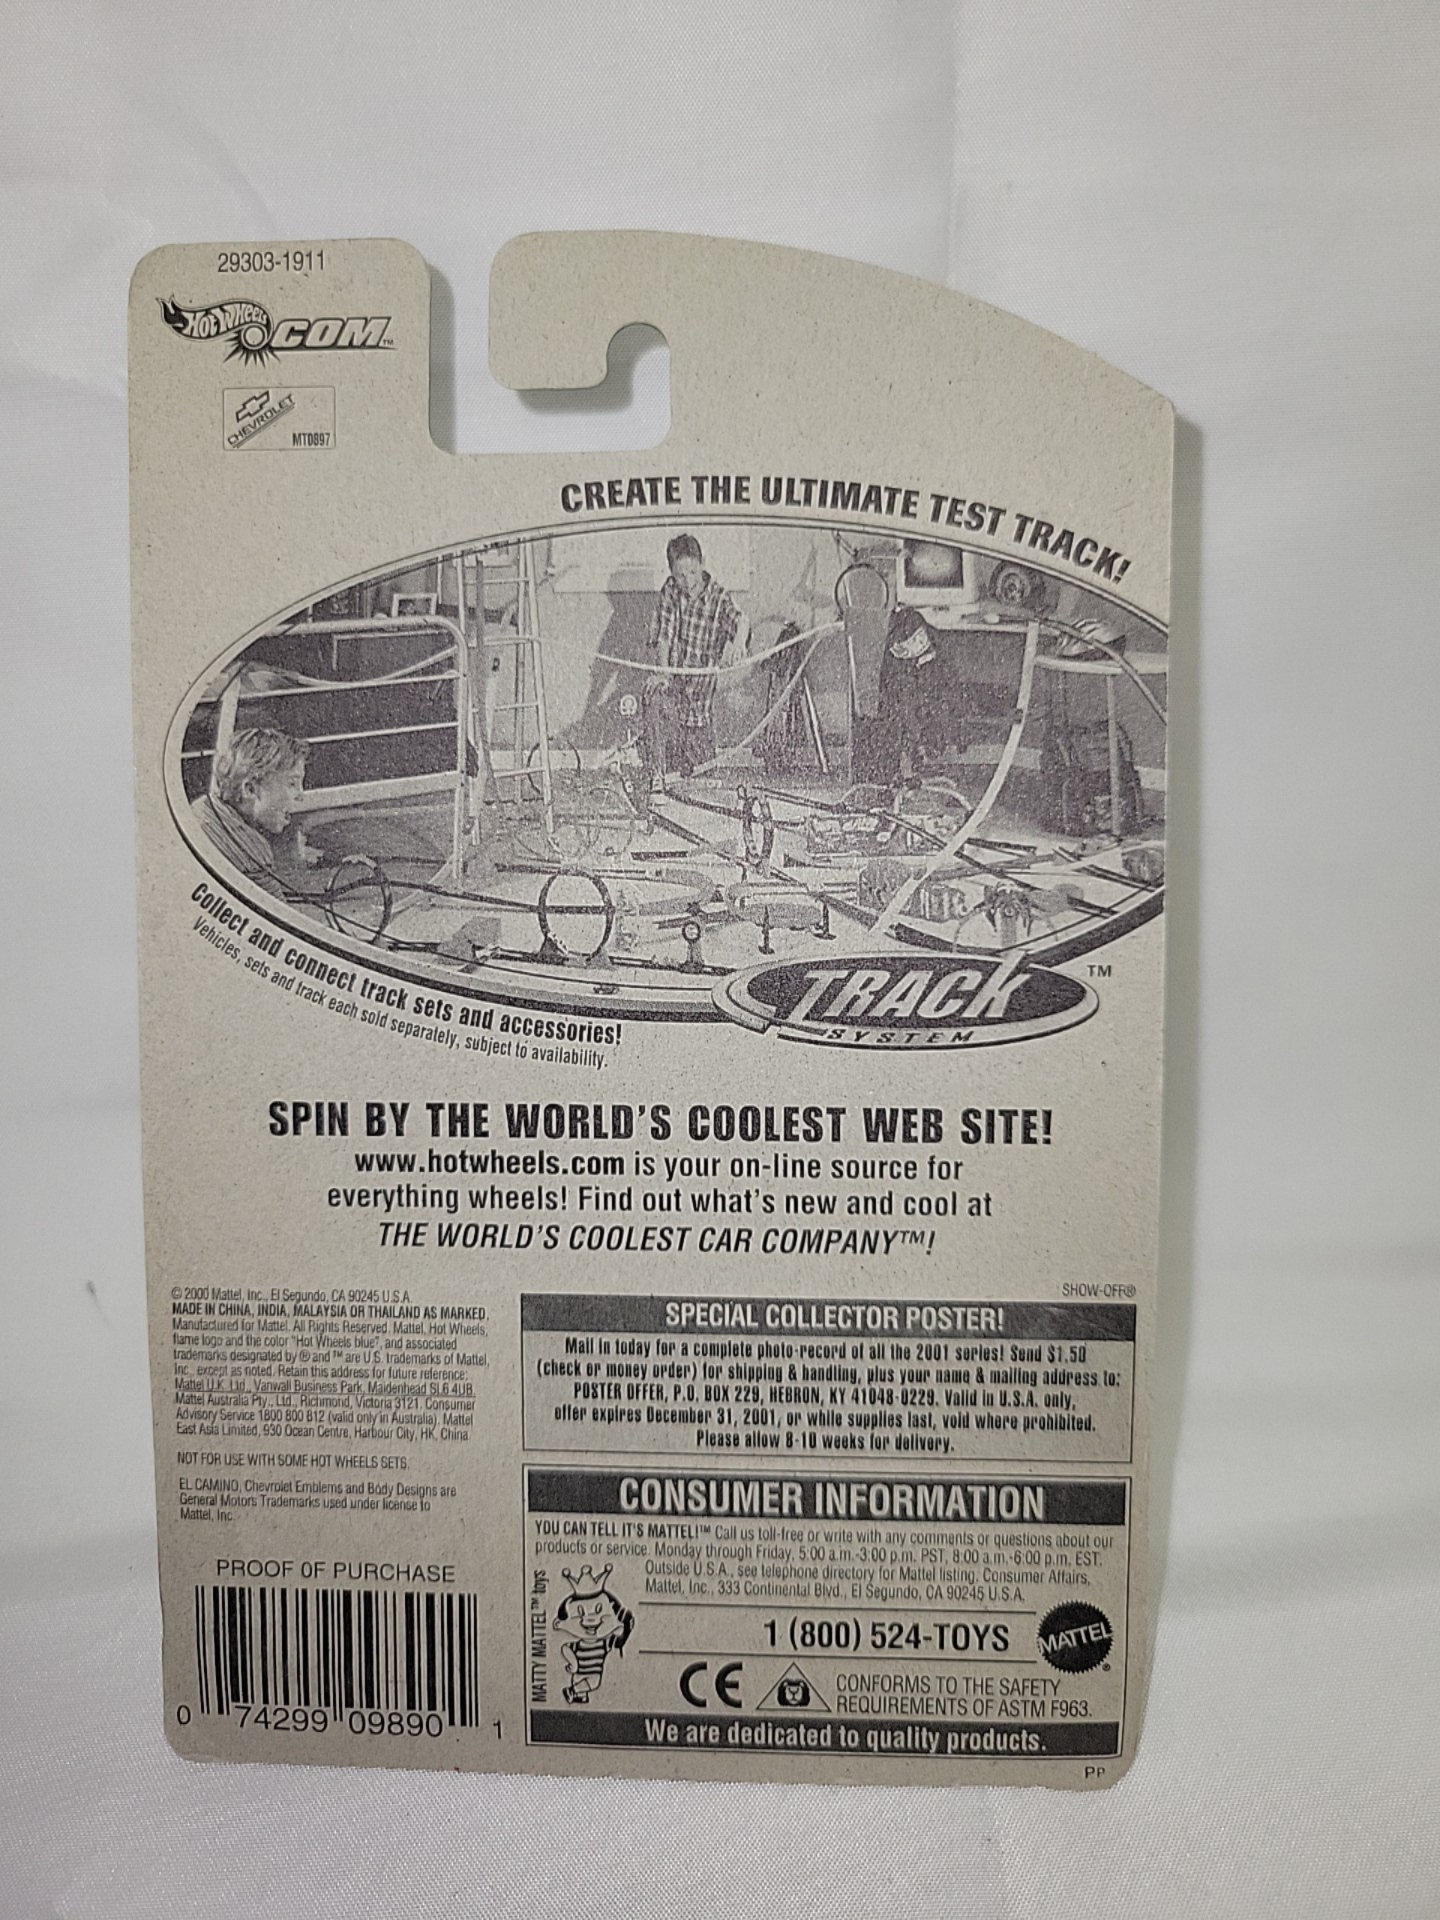 29303-1911
HOT WHEELS .COM™
CHEVROLET
MT0897
CREATE THE ULTIMATE TEST TRACK!
Collect and connect track sets and accessories!
Vehicles, sets and track each sold separately, subject to availability.
TRACK™
SYSTEM
SPIN BY THE WORLD'S COOLEST WEB SITE!
www.hotwheels.com is your on-line source for
everything wheels! Find out what's new and cool at
THE WORLD'S COOLEST CAR COMPANY™!
© 2000 Mattel, Inc., El Segundo, CA 90245 U.S.A.
MADE IN CHINA, INDIA, MALAYSIA OR THAILAND AS MARKED.
Manufactured for Mattel. All Rights Reserved. Mattel, Hot Wheels,
flame logo and the color "Hot Wheels blue", and associated
trademarks designated by ® and ™ are U.S. trademarks of Mattel,
Inc., except as noted. Retain this address for future reference:
Mattel U.K. Ltd., Vanwall Business Park, Maidenhead SL6 4UB.
Mattel Australia Pty., Ltd., Richmond, Victoria 3121. Consumer
Advisory Service 1800 800 812 (valid only in Australia). Mattel
East Asia Limited, 930 Ocean Centre, Harbour City, HK, China.
NOT FOR USE WITH SOME HOT WHEELS SETS.
EL CAMINO, Chevrolet Emblems and Body Designs are
General Motors Trademarks used under license to
Mattel, Inc.
PROOF OF PURCHASE
0 74299 09890 1
SHOW-OFF®
SPECIAL COLLECTOR POSTER!
Mail in today for a complete photo-record of all the 2001 series! Send $1.50
(check or money order) for shipping & handling, plus your name & mailing address to:
POSTER OFFER, P.O. BOX 229, HEBRON, KY 41048-0229. Valid in U.S.A. only,
offer expires December 31, 2001, or while supplies last, void where prohibited.
Please allow 8-10 weeks for delivery.
CONSUMER INFORMATION
YOU CAN TELL IT'S MATTEL!™ Call us toll-free or write with any comments or questions about our
products or service. Monday through Friday, 5:00 a.m.-3:00 p.m. PST, 8:00 a.m.-6:00 p.m. EST.
Outside U.S.A., see telephone directory for Mattel listing. Consumer Affairs,
Mattel, Inc., 333 Continental Blvd., El Segundo, CA 90245 U.S.A.
MATTY MATTEL™ toys
1 (800) 524-TOYS
MATTEL®
CE
CONFORMS TO THE SAFETY
REQUIREMENTS OF ASTM F963.
We are dedicated to quality products.
PP